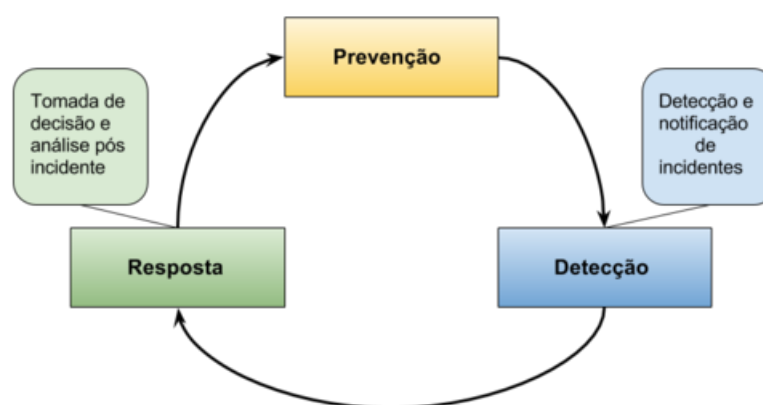 Prevenção
Tomada de
decisão e
análise pós
incidente
Detecção e
notificação
de
incidentes
Resposta
Detecção